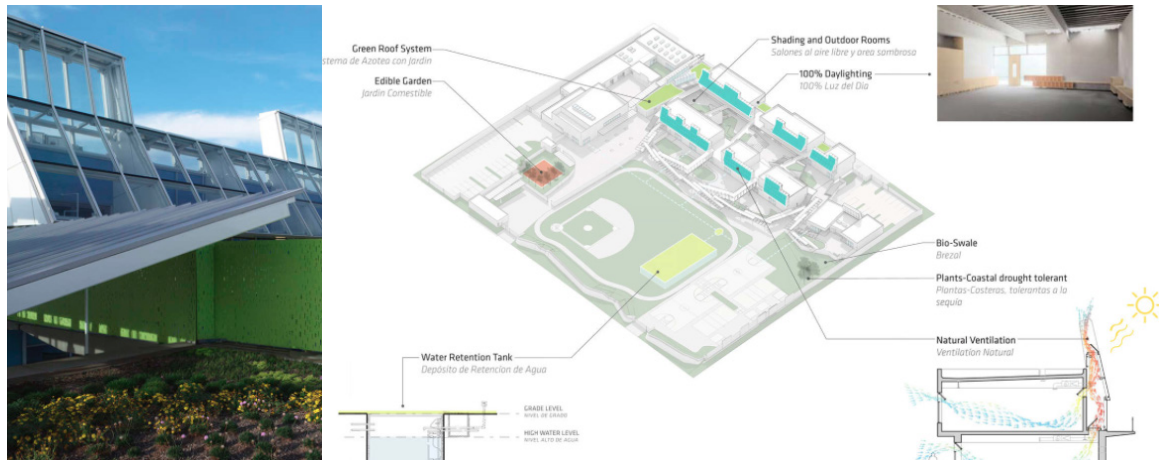 Green Roof System
stema de Azotea con Jardin
Edible Garden
Jardin Comestible
Shading and Outdoor Rooms
Salones al aire libre y area sombrosa
100% Daylighting
100% Luz del Dia
Bio-Swale
Brezal
Plants-Coastal drought tolerant
Plantas-Costeras, tolerantas a la
sequia
Natural Ventilation
Ventilation Natural
Water Retention Tank
Depósito de Retencion de Agua
GRADE LEVEL
NIVEL DE GRADO
HIGH WATER LEVEL
NIVEL ALTO DE AGUA